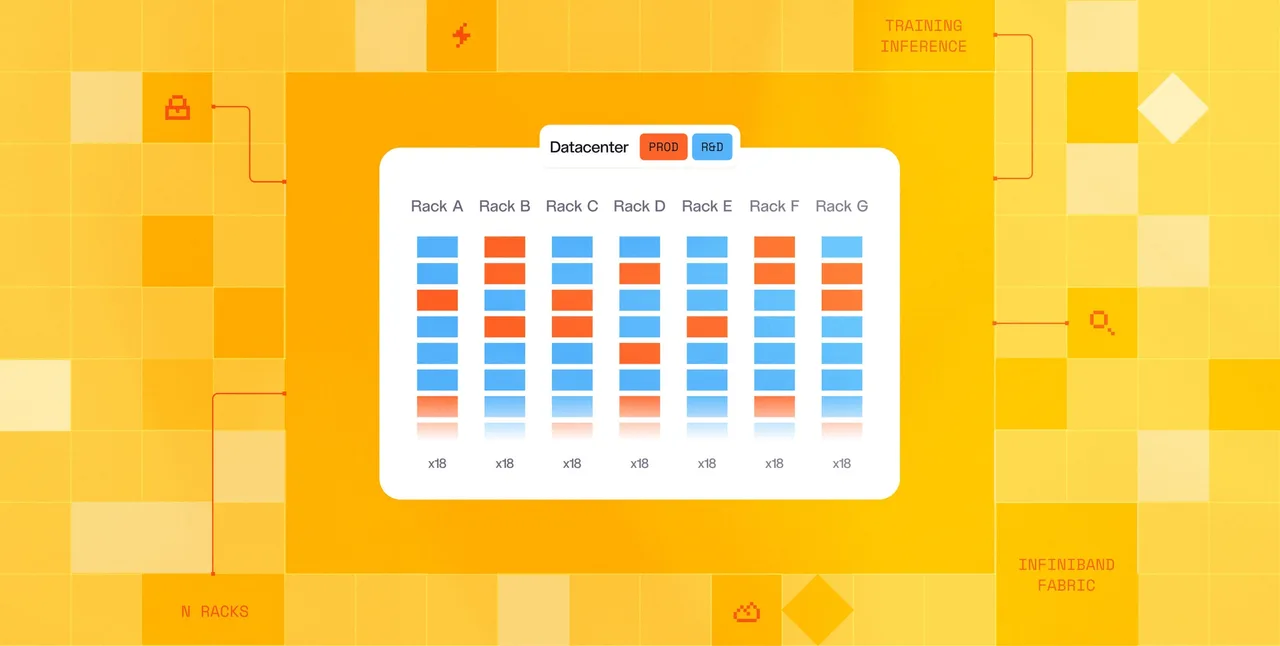 TRAINING
INFERENCE
Datacenter PROD R&D
Rack A Rack B Rack C Rack D Rack E Rack F Rack G
x18 x18 x18 x18 x18 x18 x18
INFINIBAND
FABRIC
N RACKS